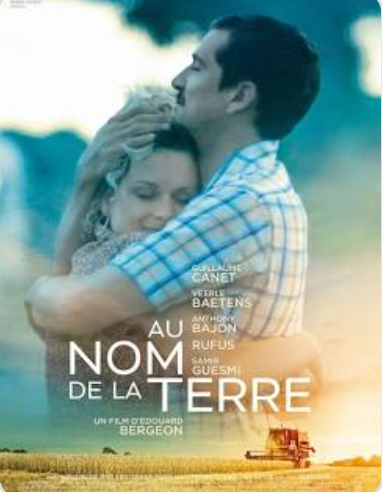 GUILLAUME
CANET
VEERLE
BAETENS
ANTHONY
BAJON
RUFUS
SAMIR
GUESMI
AU
NOM
DE LA TERRE
UN FILM D'EDOUARD
BERGEON